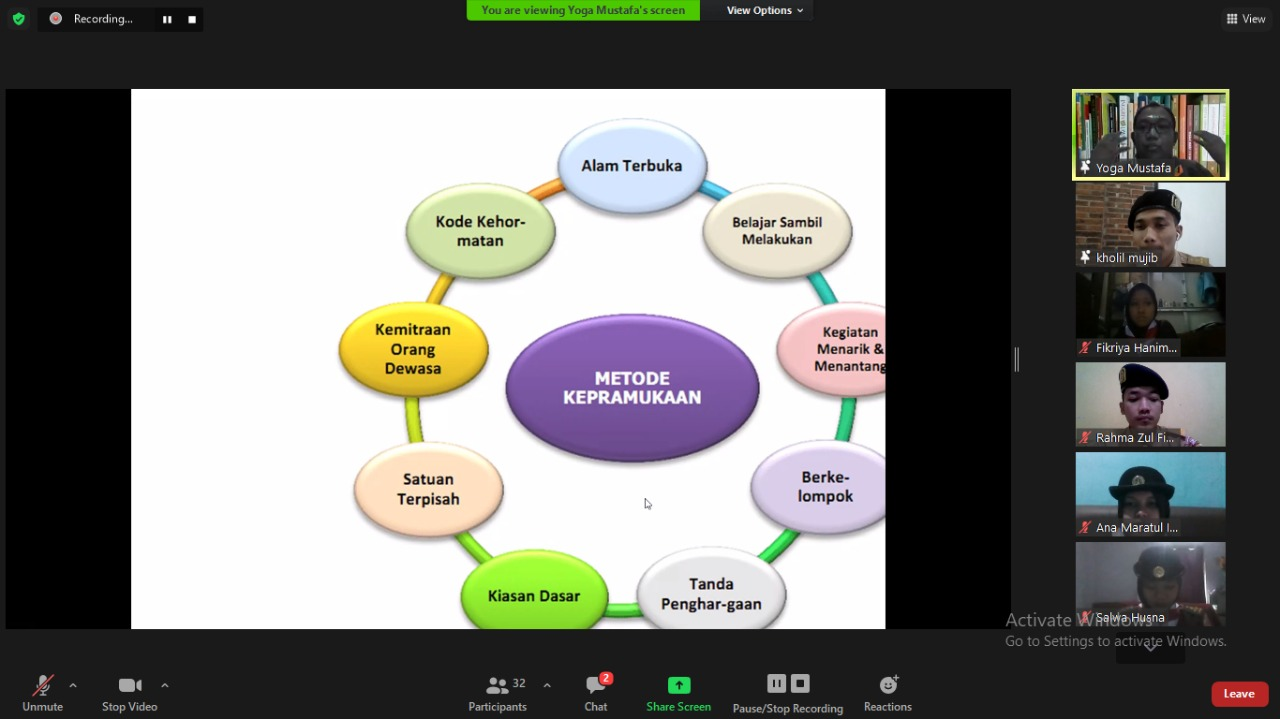 Recording...
You are viewing Yoga Mustafa's screen
View Options
View
Alam Terbuka
Kode Kehor-
matan
Belajar Sambil
Melakukan
Kemitraan
Orang
Dewasa
Kegiatan
Menarik &
Menantang
METODE
KEPRAMUKAAN
Satuan
Terpisah
Berke-
lompok
Kiasan Dasar
Tanda
Penghar-gaan
Yoga Mustafa
kholil mujib
Fikriya Hanim...
Rahma Zul Fi...
Ana Maratul I...
Salwa Husna
Activate Windows
Go to Settings to activate Windows.
Unmute
Stop Video
32
Participants
2
Chat
Share Screen
Pause/Stop Recording
Reactions
Leave